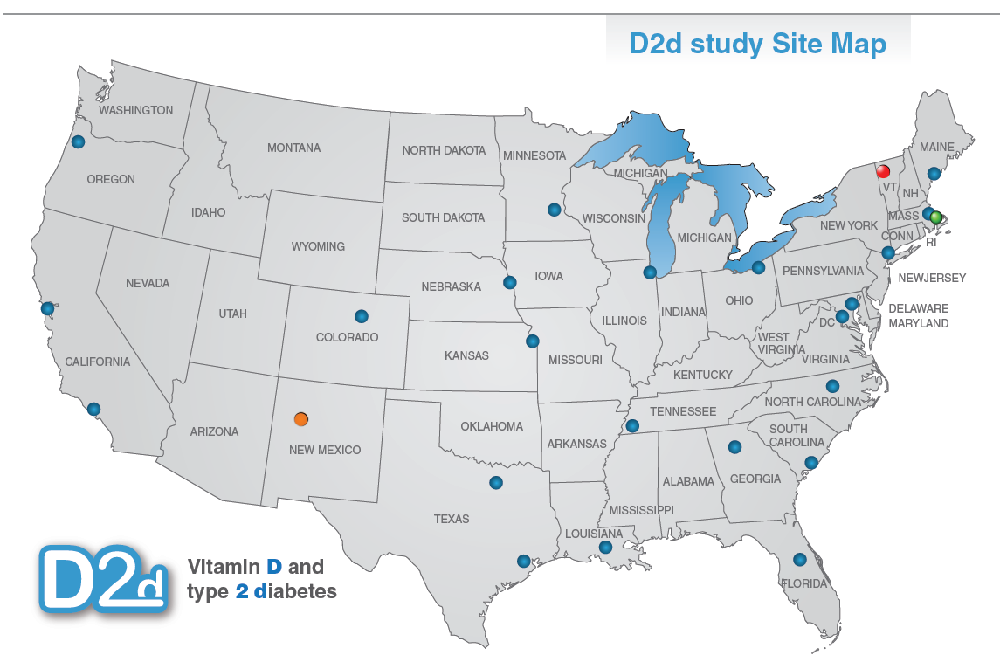 D2d study Site Map
WASHINGTON
MONTANA
NORTH DAKOTA
MINNESOTA
MAINE
MICHIGAN
OREGON
VT
NH
IDAHO
SOUTH DAKOTA
WISCONSIN
MASS
NEW YORK
CONN
RI
MICHIGAN
WYOMING
PENNSYLVANIA
NEWJERSEY
NEVADA
NEBRASKA
IOWA
OHIO
UTAH
INDIANA
ILLINOIS
DELAWARE
MARYLAND
DC
COLORADO
WEST
VIRGINIA
VIRGINIA
CALIFORNIA
KANSAS
MISSOURI
KENTUCKY
NORTH CAROLINA
TENNESSEE
ARIZONA
OKLAHOMA
SOUTH
CAROLINA
NEW MEXICO
ARKANSAS
ALABAMA
GEORGIA
MISSISSIPPI
TEXAS
LOUISIANA
FLORIDA
D2d
Vitamin D and
type 2 diabetes